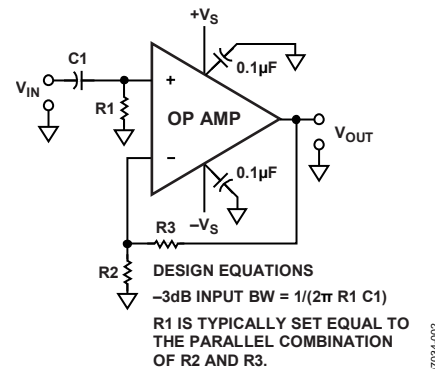 +VS
C1
0.1µF
VIN
+
R1
OP AMP
VOUT
–
0.1µF
–VS
R3
R2
DESIGN EQUATIONS
–3dB INPUT BW = 1/(2π R1 C1)
R1 IS TYPICALLY SET EQUAL TO
THE PARALLEL COMBINATION
OF R2 AND R3.